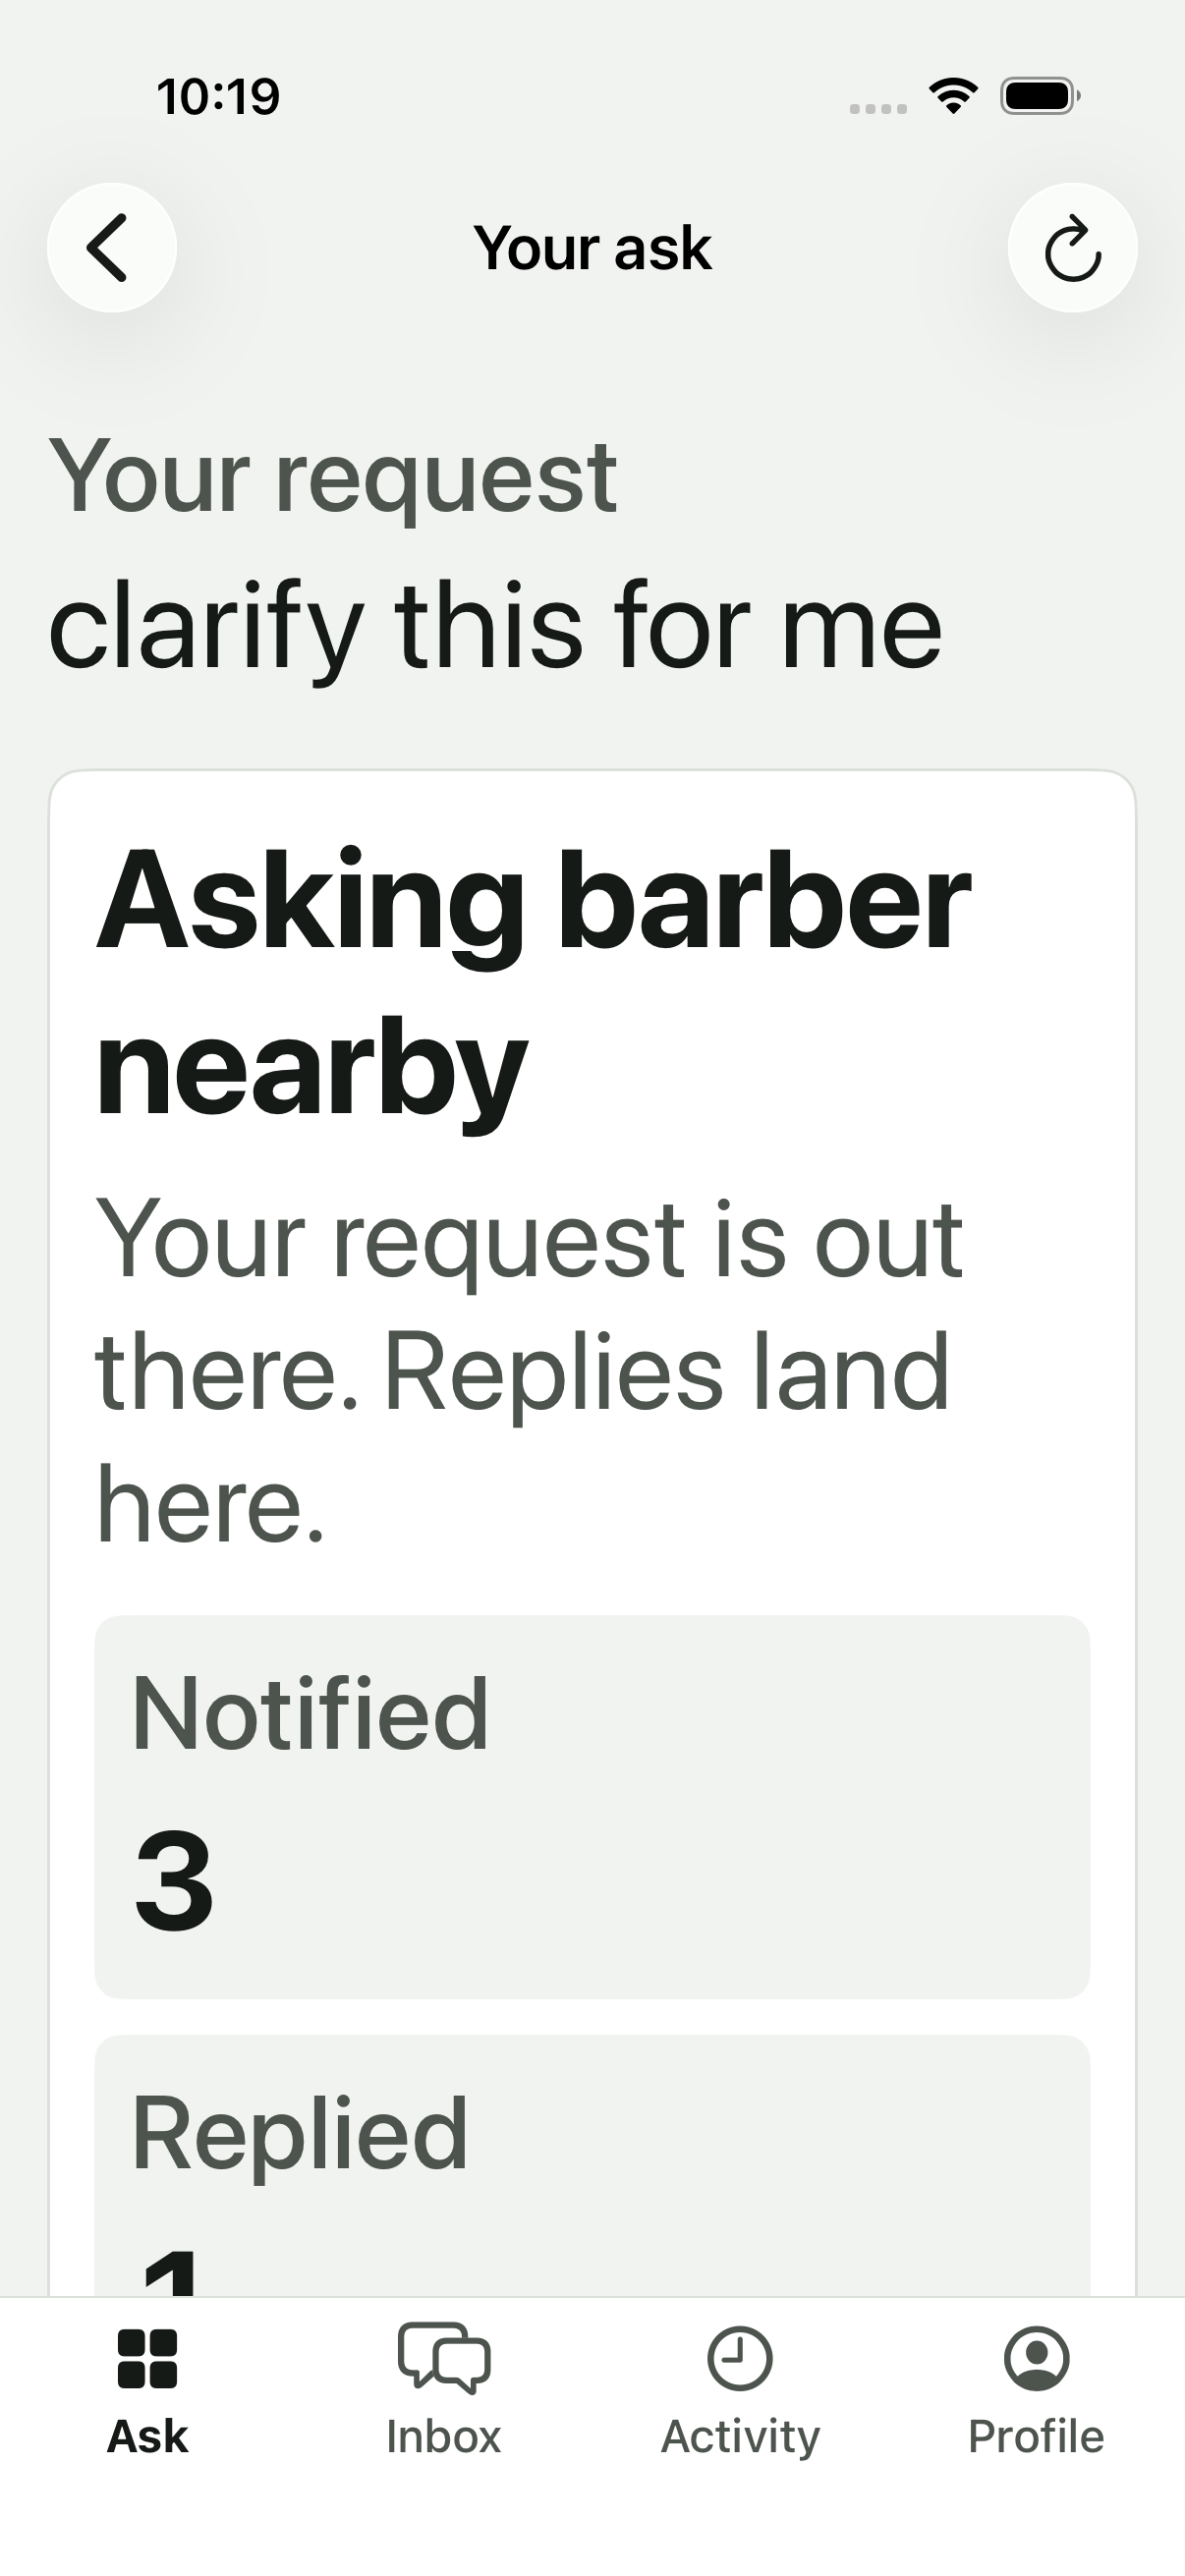 10:19
Your ask
Your request
clarify this for me
Asking barber
nearby
Your request is out
there. Replies land
here.
Notified
3
Replied
1
Ask
Inbox
Activity
Profile